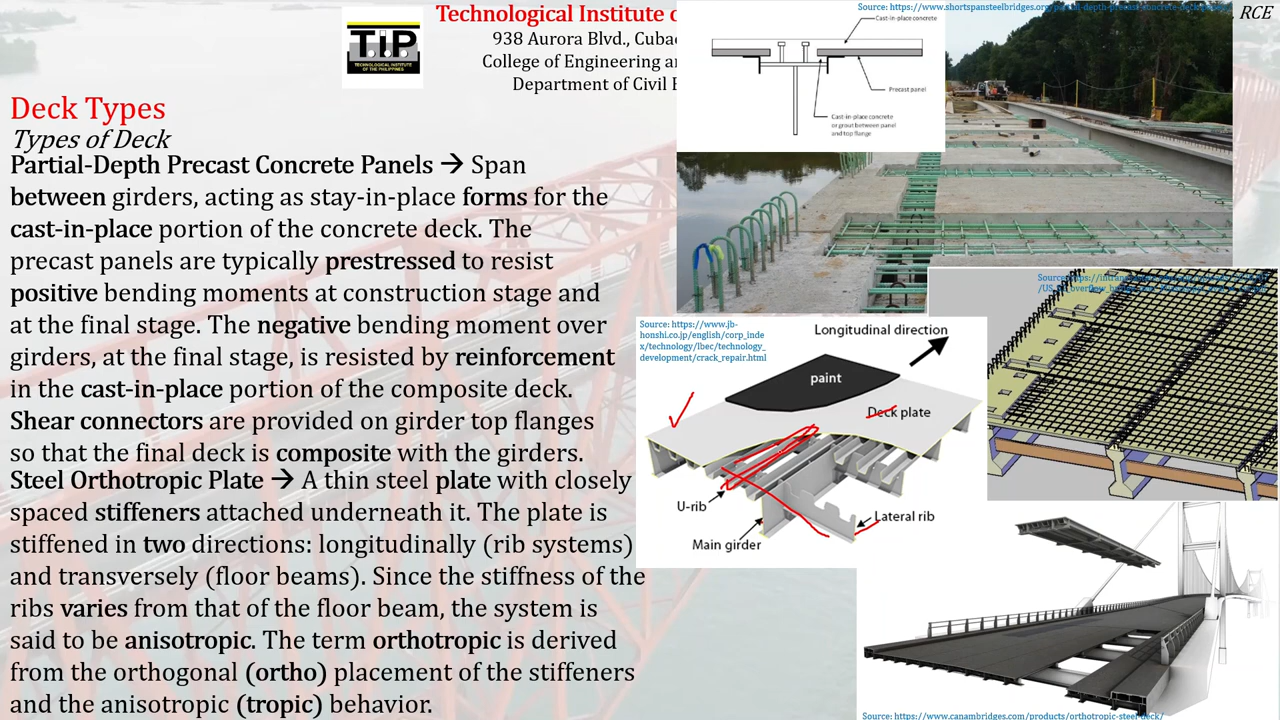 Technological Institute
938 Aurora Blvd.,
College of Engineering
Department of Civil
RCE
TiP
TECHNOLOGICAL INSTITUTE
OF THE PHILIPPINES
Deck Types
Types of Deck
Partial-Depth Precast Concrete Panels → Span
between girders, acting as stay-in-place forms for the
cast-in-place portion of the concrete deck. The
precast panels are typically prestressed to resist
positive bending moments at construction stage and
at the final stage. The negative bending moment over
girders, at the final stage, is resisted by reinforcement
in the cast-in-place portion of the composite deck.
Shear connectors are provided on girder top flanges
so that the final deck is composite with the girders.
Steel Orthotropic Plate → A thin steel plate with closely
spaced stiffeners attached underneath it. The plate is
stiffened in two directions: longitudinally (rib systems)
and transversely (floor beams). Since the stiffness of the
ribs varies from that of the floor beam, the system is
said to be anisotropic. The term orthotropic is derived
from the orthogonal (ortho) placement of the stiffeners
and the anisotropic (tropic) behavior.
Cast-in-place concrete
Precast panel
Cast-in-place concrete
or grout between panel
and top flange
Source: https://www.jb-
honshi.co.jp/english/corp_inde
x/technology/lbec/technology_
development/crack_repair.html
Longitudinal direction
paint
Deck plate
U-rib
Lateral rib
Main girder
Source: https://www.canambridges.com/products/orthotropic-steel-deck/